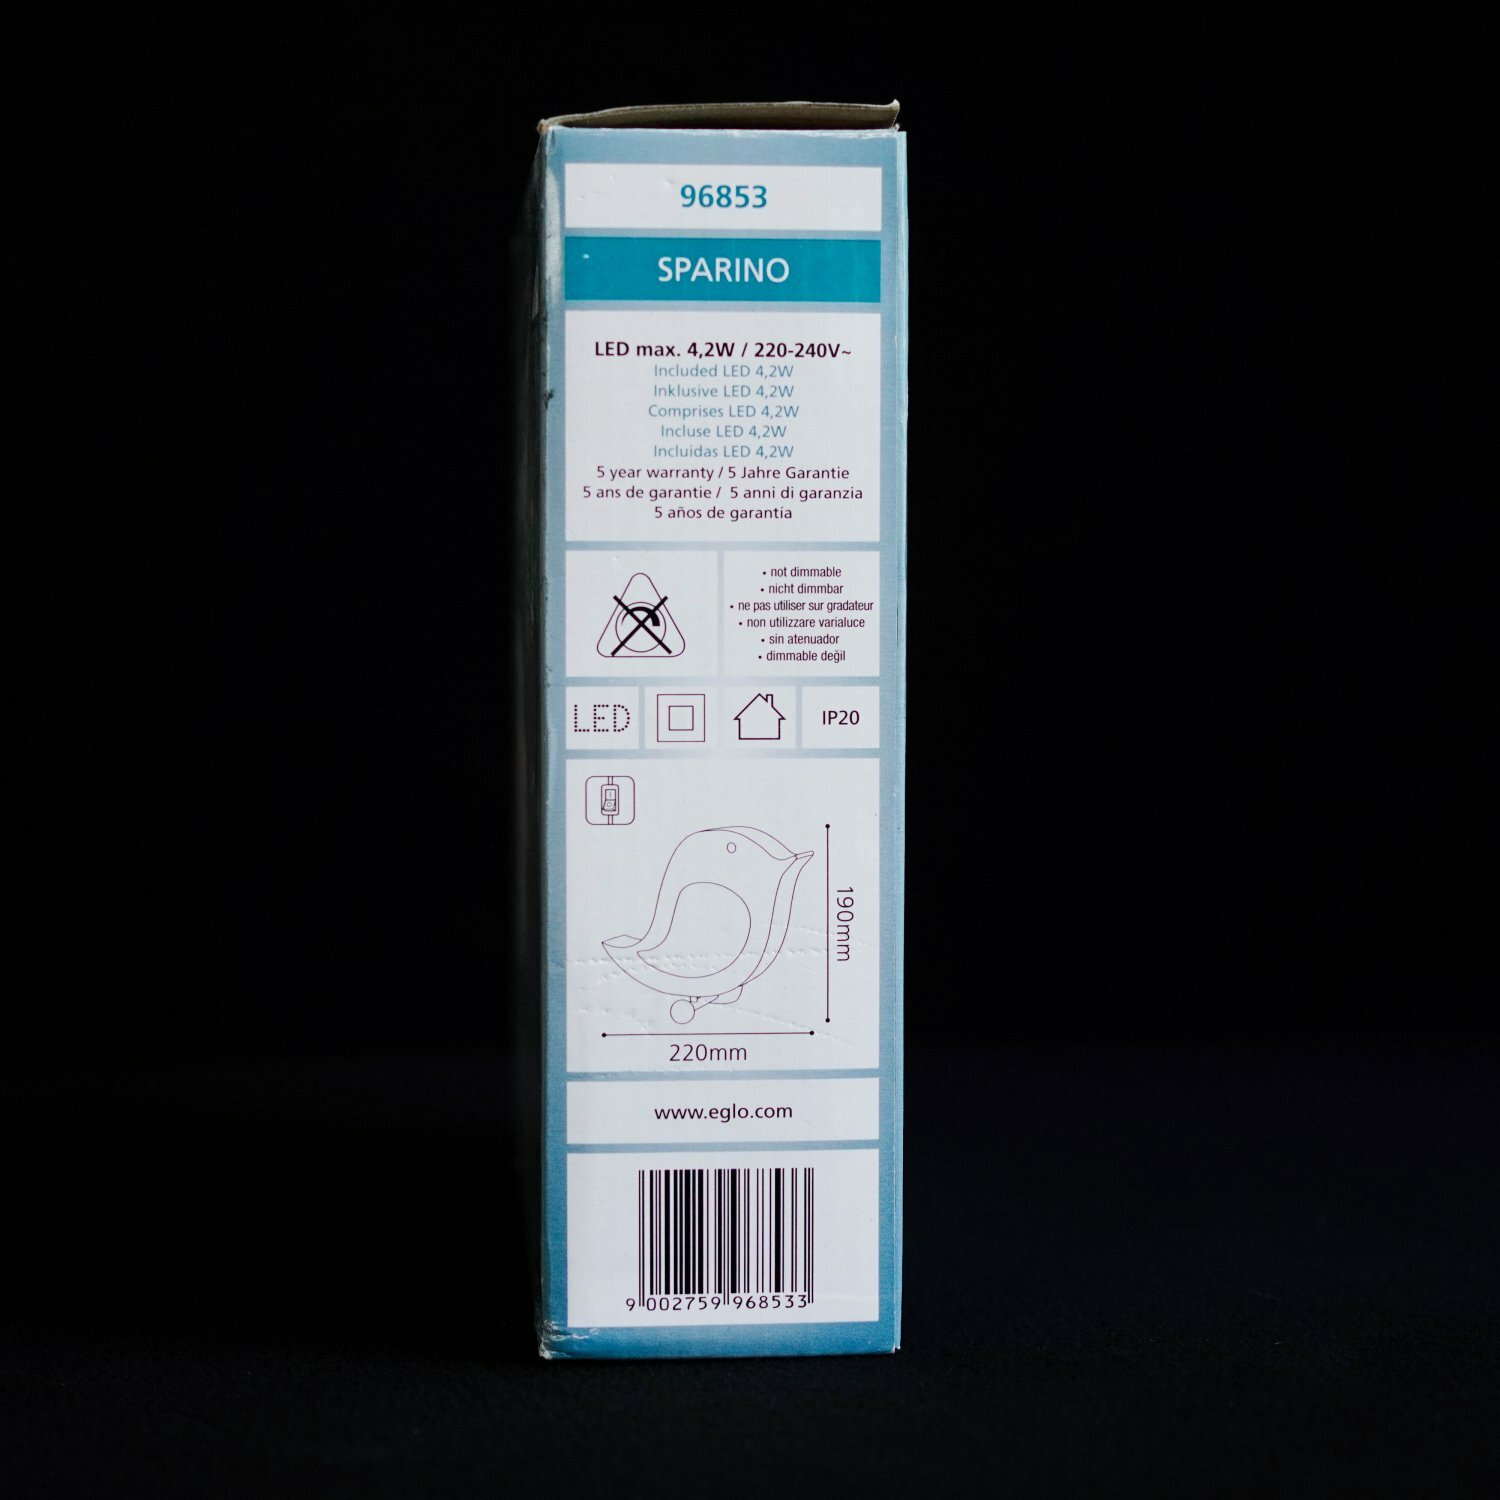 96853
SPARINO
LED max. 4,2W / 220-240V~
Included LED 4,2W
Inklusive LED 4,2W
Comprises LED 4,2W
Incluse LED 4,2W
Incluidas LED 4,2W
5 year warranty / 5 Jahre Garantie
5 ans de garantie / 5 anni di garanzia
5 años de garantía
• not dimmable
• nicht dimmbar
• ne pas utiliser sur gradateur
• non utilizzare varialuce
• sin atenuador
• dimmable değil
LED
IP20
190mm
220mm
www.eglo.com
9 002759 968533